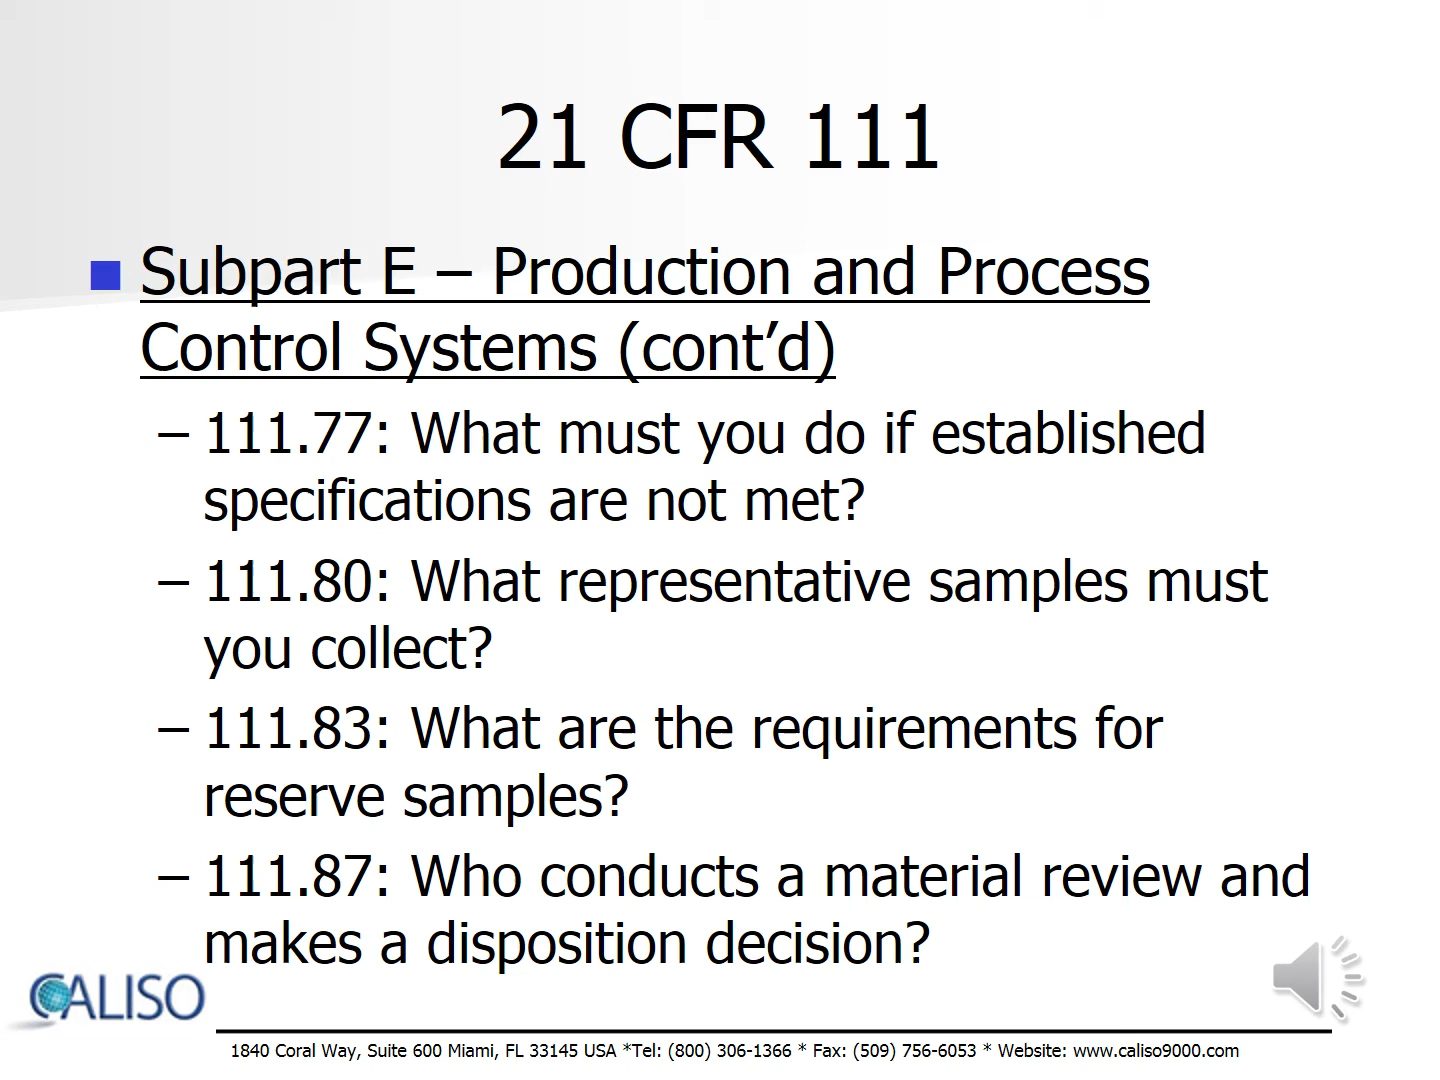 21 CFR 111
Subpart E – Production and Process
Control Systems (cont’d)
– 111.77: What must you do if established
specifications are not met?
– 111.80: What representative samples must
you collect?
– 111.83: What are the requirements for
reserve samples?
– 111.87: Who conducts a material review and
makes a disposition decision?
CALISO
1840 Coral Way, Suite 600 Miami, FL 33145 USA *Tel: (800) 306-1366 * Fax: (509) 756-6053 * Website: www.caliso9000.com